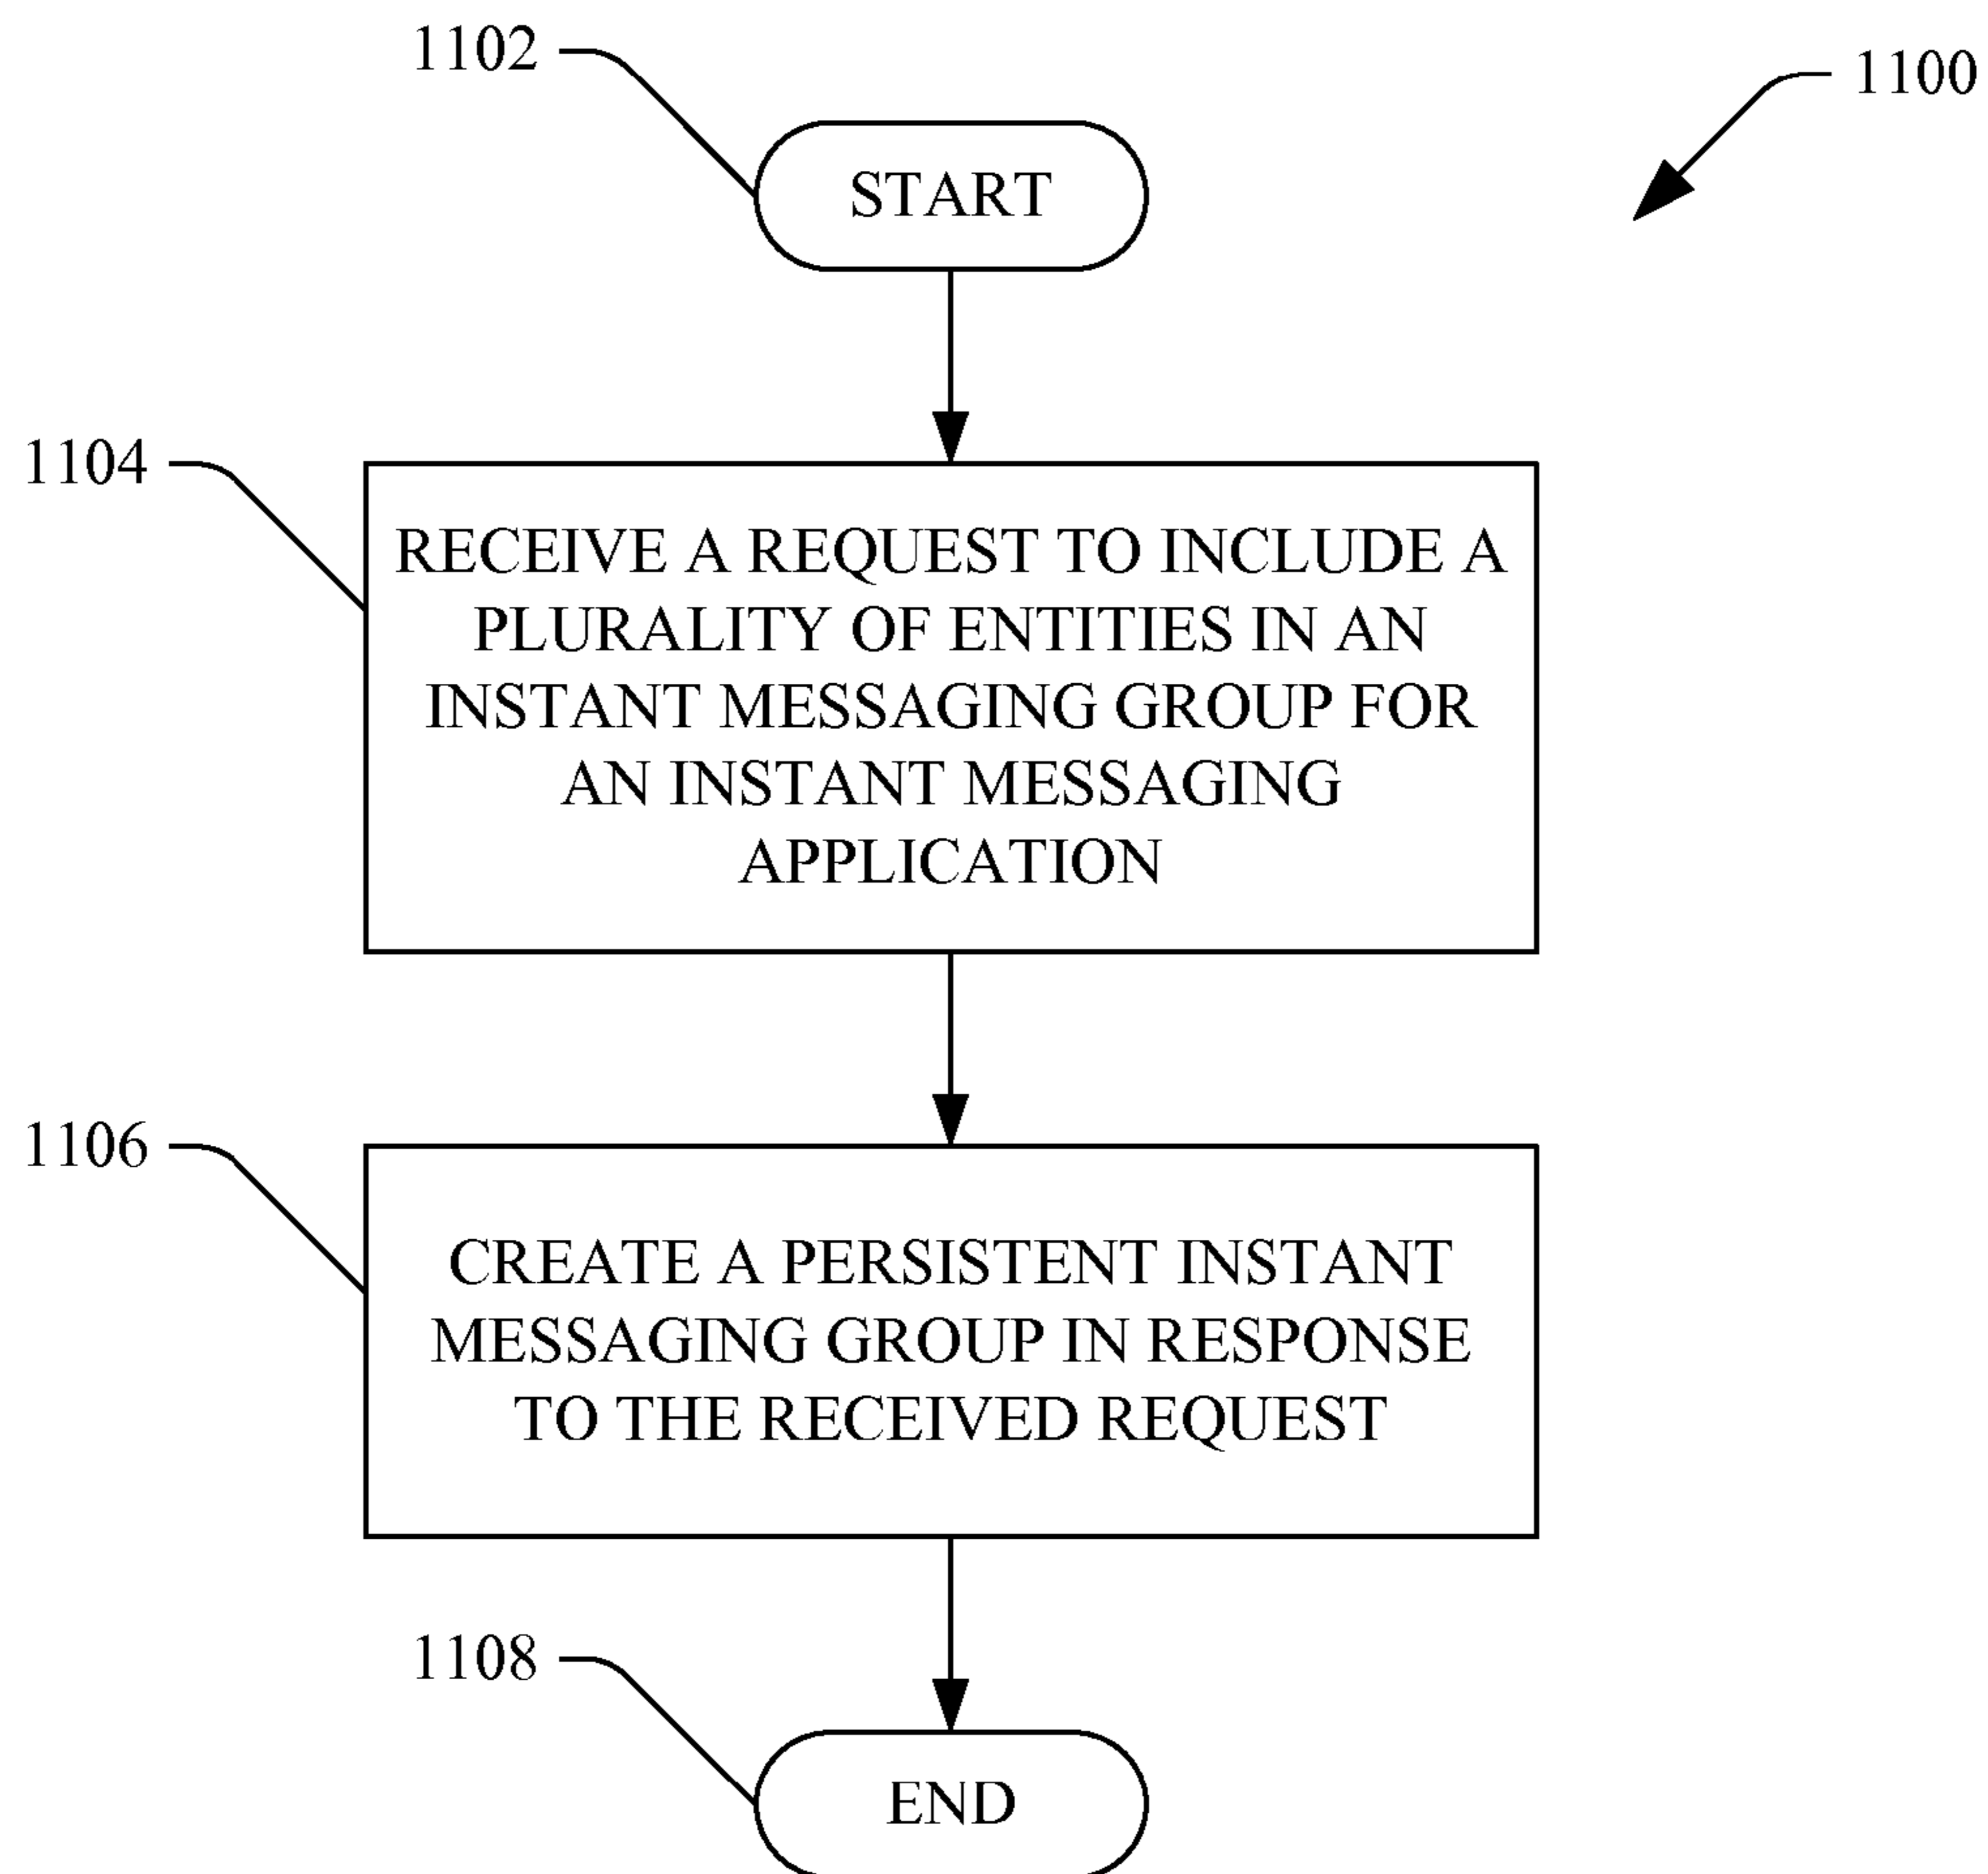 1102
1100
START
1104
RECEIVE A REQUEST TO INCLUDE A
PLURALITY OF ENTITIES IN AN
INSTANT MESSAGING GROUP FOR
AN INSTANT MESSAGING
APPLICATION
1106
CREATE A PERSISTENT INSTANT
MESSAGING GROUP IN RESPONSE
TO THE RECEIVED REQUEST
1108
END